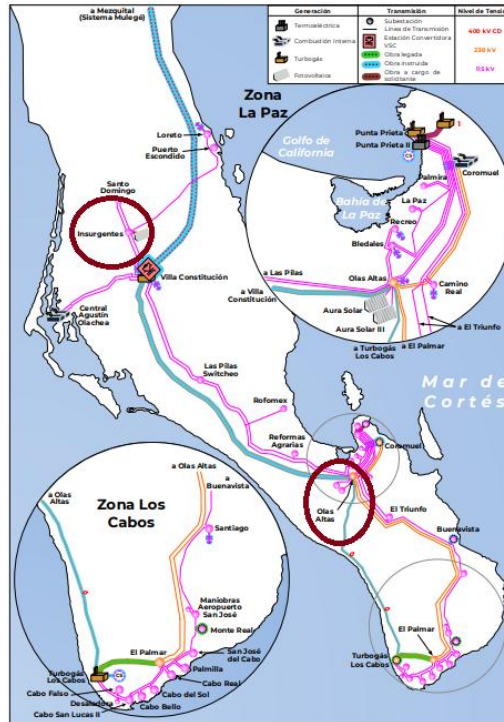 a Mezquital
(Sistema Mulegé)
Generación
Transmisión
Nivel de Tensión
Termoeléctrica
Combustión Interna
Turbogás
Fotovoltaica
Subestación
Línea de Transmisión
Estación Convertidora
VSC
Obra legada
Obra instruida
Obra a cargo de
solicitante
400 kV CD
230 kV
115 kV
Zona
La Paz
Loreto
Puerto
Escondido
Santo
Domingo
Insurgentes
Villa Constitución
Central
Agustín
Olachea
Golfo de
California
Punta Prieta
Punta Prieta II
1
CS
Coromuel
Palmira
Bahía de
La Paz
La Paz
Recreo
Bledales
a Las Pilas
Olas Altas
a Villa
Constitución
Camino
Real
Aura Solar
Aura Solar III
a El Triunfo
a Turbogás
Los Cabos
a El Palmar
Las Pilas
Switcheo
Mar de
Cortés
Rofomex
Reformas
Agrarias
Coromuel
Olas
Altas
El Triunfo
Buenavista
El Palmar
Turbogás
Los Cabos
a Olas Altas
a
Buenavista
a Olas
Altas
Zona Los
Cabos
Santiago
Maniobras
Aeropuerto
San José
Monte Real
El Palmar
San José
del Cabo
Turbogás
Los Cabos
CS
Palmilla
Cabo Real
Cabo Falso
Cabo del Sol
Desaladora
Cabo Bello
Cabo San Lucas II